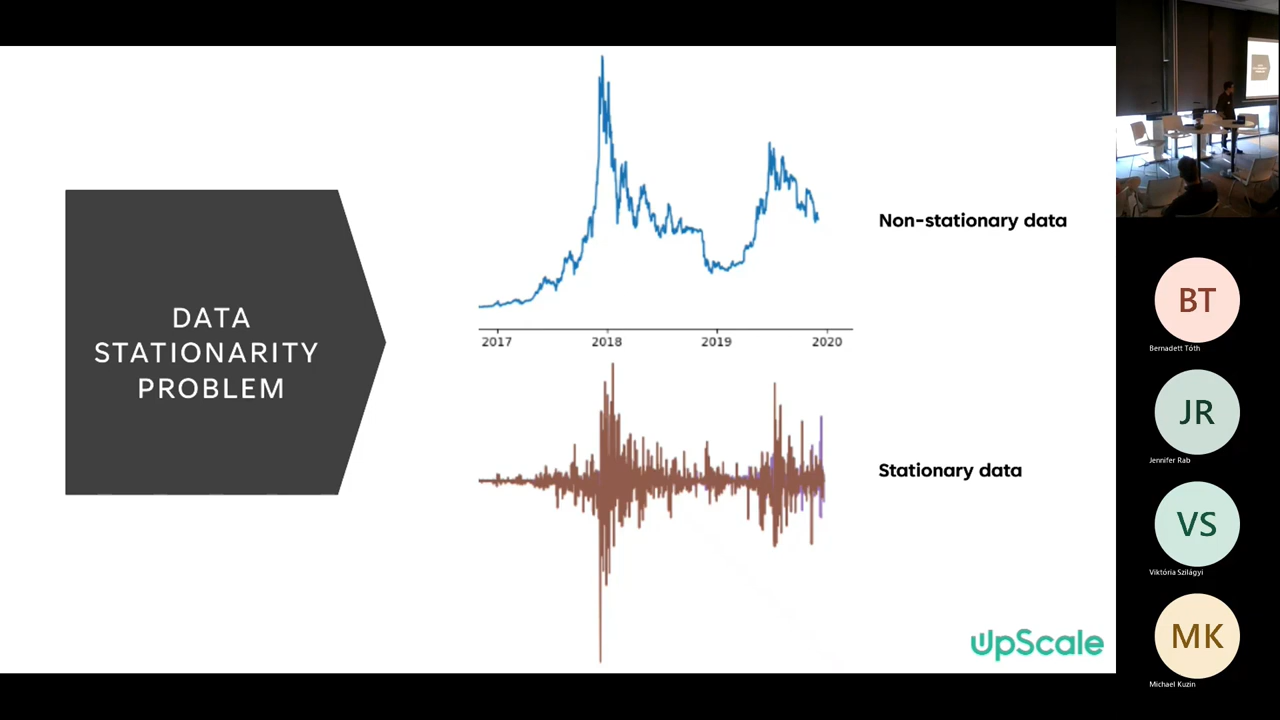 DATA
STATIONARITY
PROBLEM
Non-stationary data
2017 2018 2019 2020
Stationary data
UpScale
BT
Bernadett Tóth
JR
Jennifer Rab
VS
Viktória Szilágyi
MK
Michael Kuzin